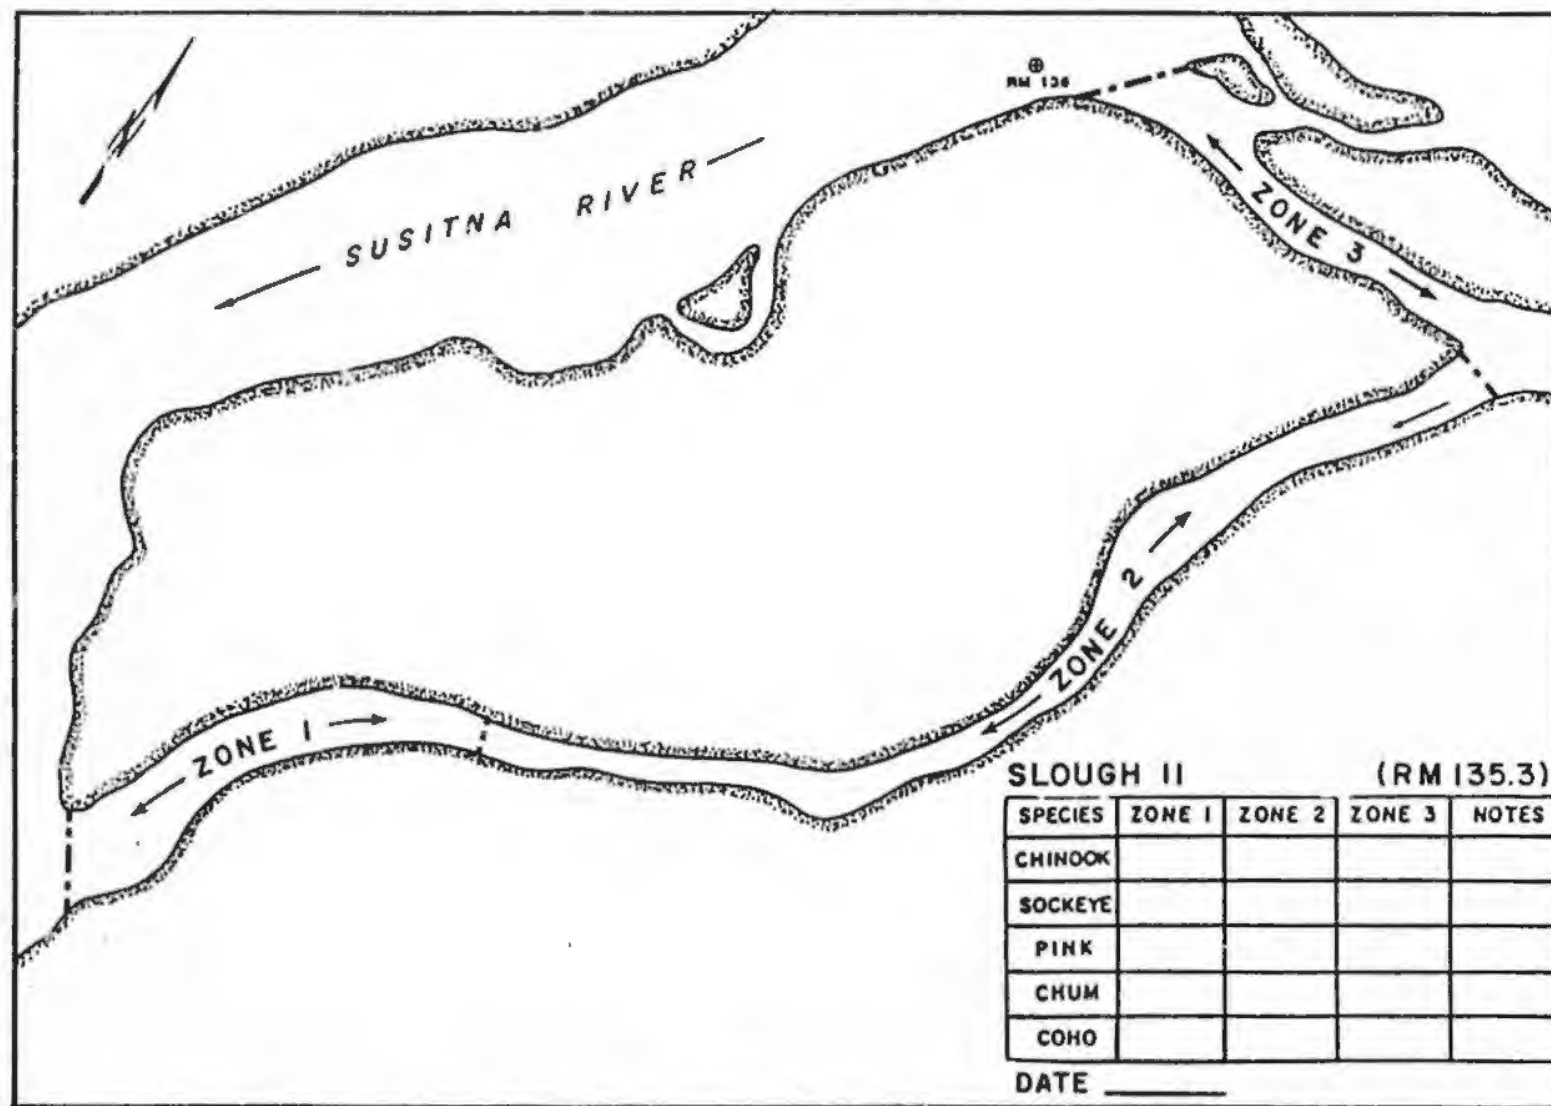 RM 136
SUSITNA RIVER
ZONE 3
ZONE 2
ZONE 1
SLOUGH 11 (RM 135.3)
SPECIES ZONE 1 ZONE 2 ZONE 3 NOTES
CHINOOK
SOCKEYE
PINK
CHUM
COHO
DATE